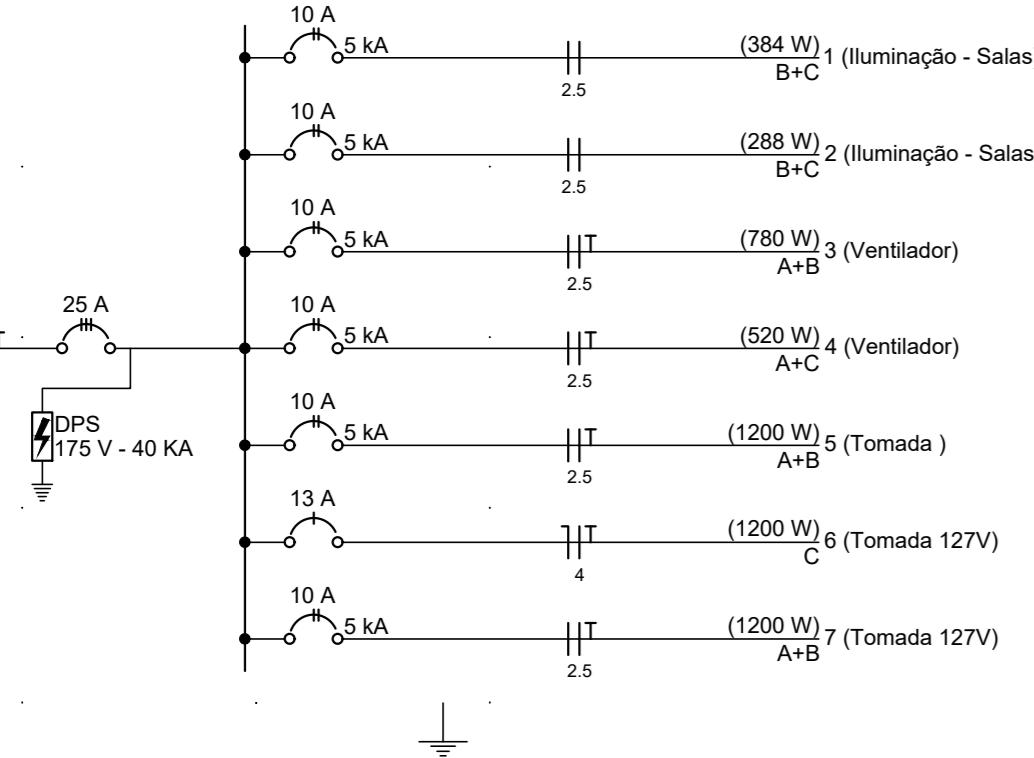 10 A
5 kA
2.5
(384 W)
B+C
1 (Iluminação - Salas
10 A
5 kA
2.5
(288 W)
B+C
2 (Iluminação - Salas
10 A
5 kA
T
2.5
(780 W)
A+B
3 (Ventilador)
25 A
T
10 A
5 kA
T
2.5
(520 W)
A+C
4 (Ventilador)
DPS
175 V - 40 KA
10 A
5 kA
T
2.5
(1200 W)
A+B
5 (Tomada )
13 A
T
4
(1200 W)
C
6 (Tomada 127V)
10 A
5 kA
T
2.5
(1200 W)
A+B
7 (Tomada 127V)